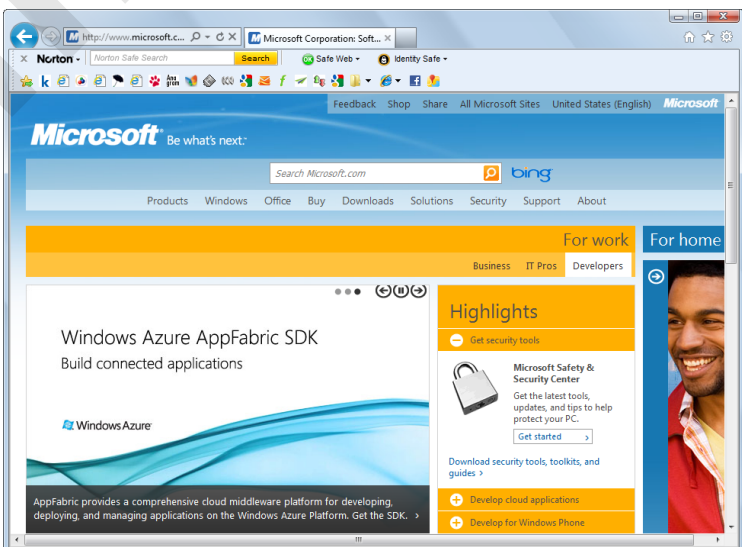 http://www.microsoft.c...
Microsoft Corporation: Soft...
Norton
Norton Safe Search
Search
OK
Safe Web
Identity Safe
Feedback Shop Share All Microsoft Sites United States (English) Microsoft
Microsoft Be what's next.
Search Microsoft.com
bing
Products Windows Office Buy Downloads Solutions Security Support About
For work
For home
Business IT Pros Developers
Windows Azure AppFabric SDK
Build connected applications
Windows Azure
AppFabric provides a comprehensive cloud middleware platform for developing,
deploying, and managing applications on the Windows Azure Platform. Get the SDK. ›
Highlights
Get security tools
Microsoft Safety &
Security Center
Get the latest tools,
updates, and tips to help
protect your PC.
Get started ›
Download security tools, toolkits, and
guides ›
Develop cloud applications
Develop for Windows Phone